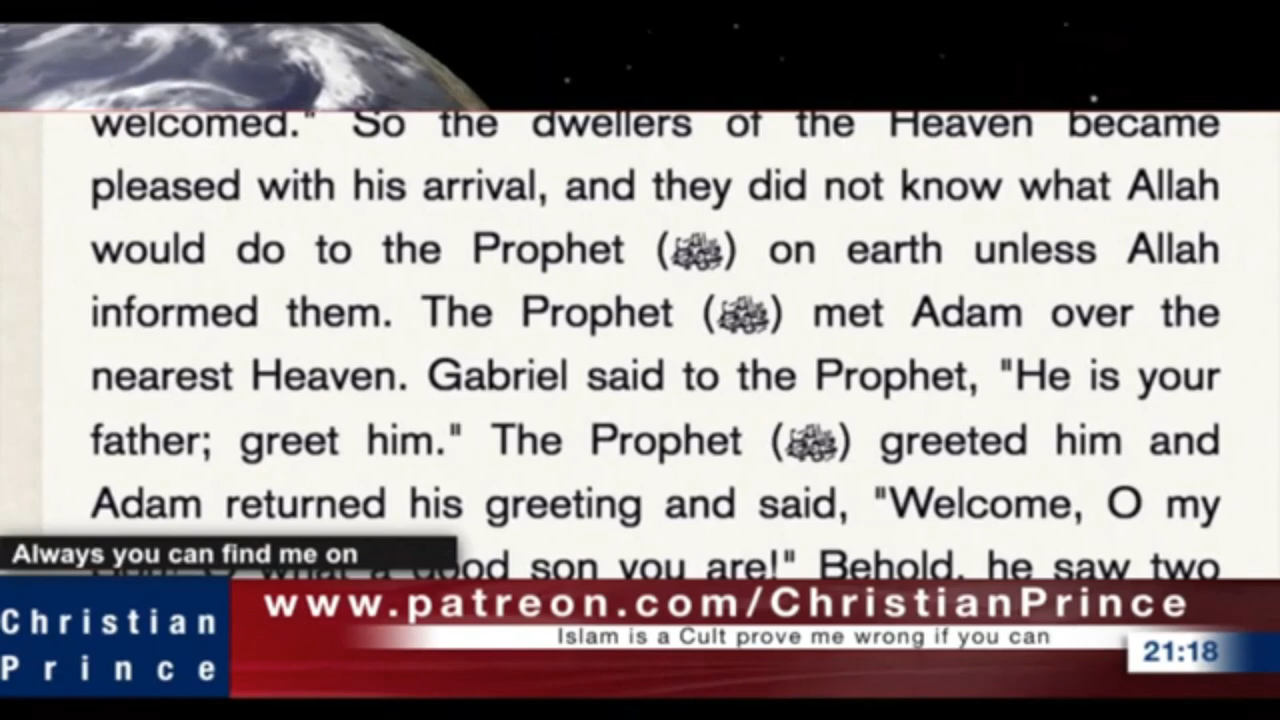 welcomed." So the dwellers of the Heaven became
pleased with his arrival, and they did not know what Allah
would do to the Prophet (ﷺ) on earth unless Allah
informed them. The Prophet (ﷺ) met Adam over the
nearest Heaven. Gabriel said to the Prophet, "He is your
father; greet him." The Prophet (ﷺ) greeted him and
Adam returned his greeting and said, "Welcome, O my
what a good son you are!" Behold, he saw two
Always you can find me on
www.patreon.com/ChristianPrince
Christian
Prince
Islam is a Cult prove me wrong if you can
21:18